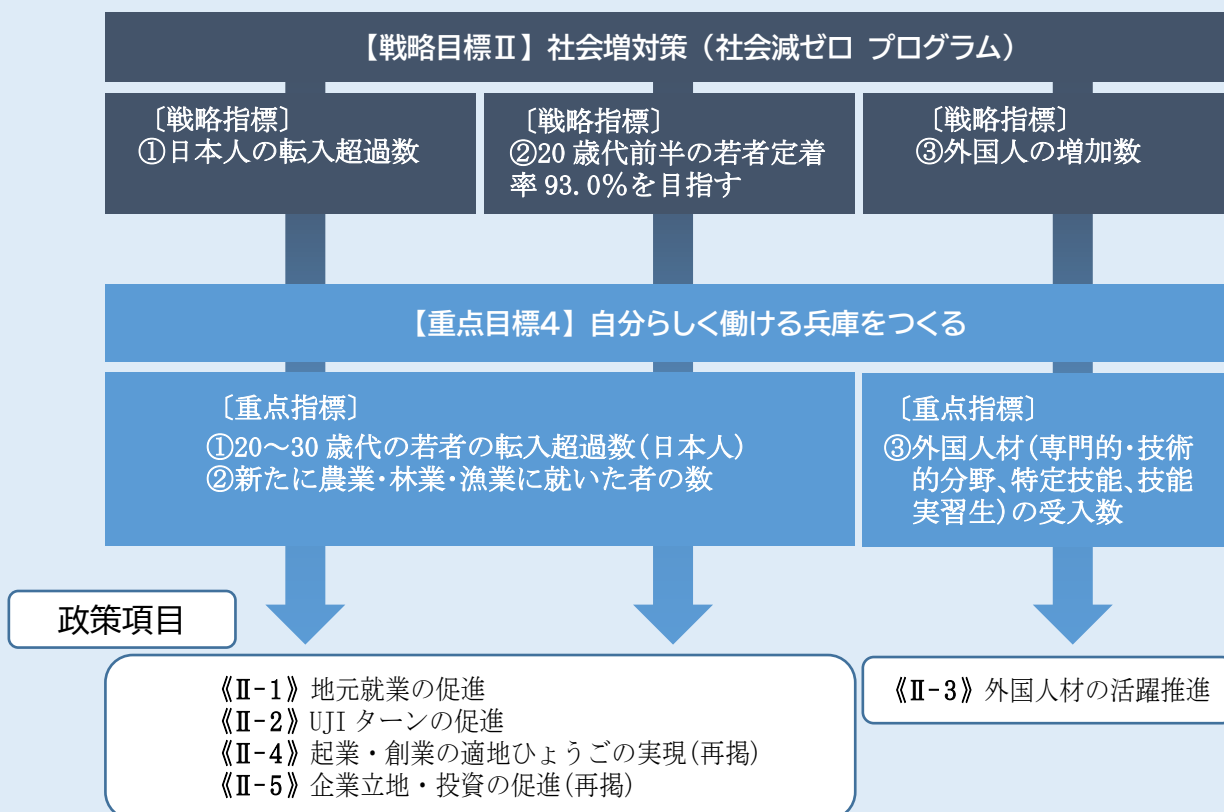 【戦略目標Ⅱ】社会増対策（社会減ゼロ プログラム）
〔戦略指標〕
①日本人の転入超過数
〔戦略指標〕
②20 歳代前半の若者定着
率 93.0％を目指す
〔戦略指標〕
③外国人の増加数
【重点目標4】自分らしく働ける兵庫をつくる
〔重点指標〕
①20～30 歳代の若者の転入超過数(日本人)
②新たに農業・林業・漁業に就いた者の数
〔重点指標〕
③外国人材(専門的・技術
的分野、特定技能、技能
実習生)の受入数
政策項目
《Ⅱ-1》地元就業の促進
《Ⅱ-2》UJI ターンの促進
《Ⅱ-4》起業・創業の適地ひょうごの実現(再掲)
《Ⅱ-5》企業立地・投資の促進(再掲)
《Ⅱ-3》外国人材の活躍推進